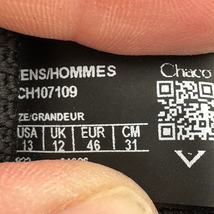 ENS/HOMMES
Chaco
CH107109
ZE/GRANDEUR
USA UK EUR CM
13 12 46 31